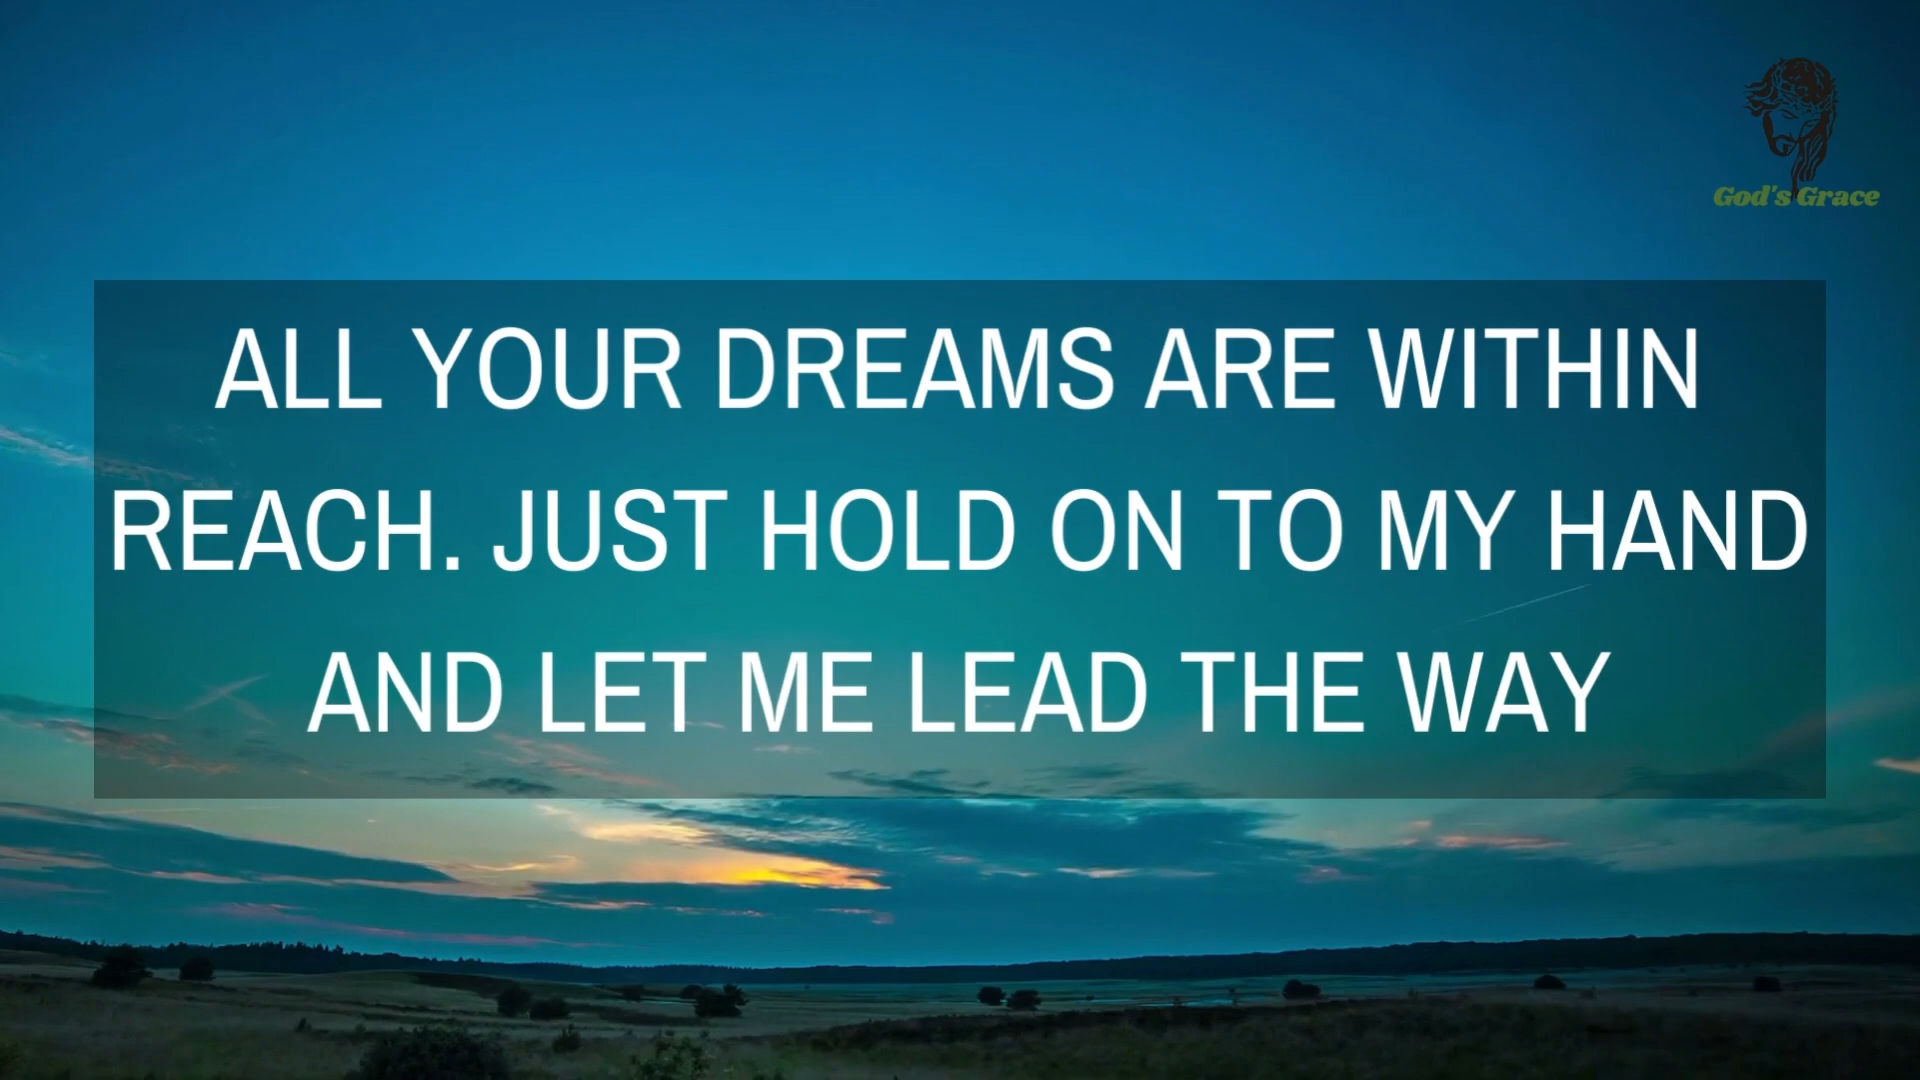 God's Grace
ALL YOUR DREAMS ARE WITHIN
REACH. JUST HOLD ON TO MY HAND
AND LET ME LEAD THE WAY